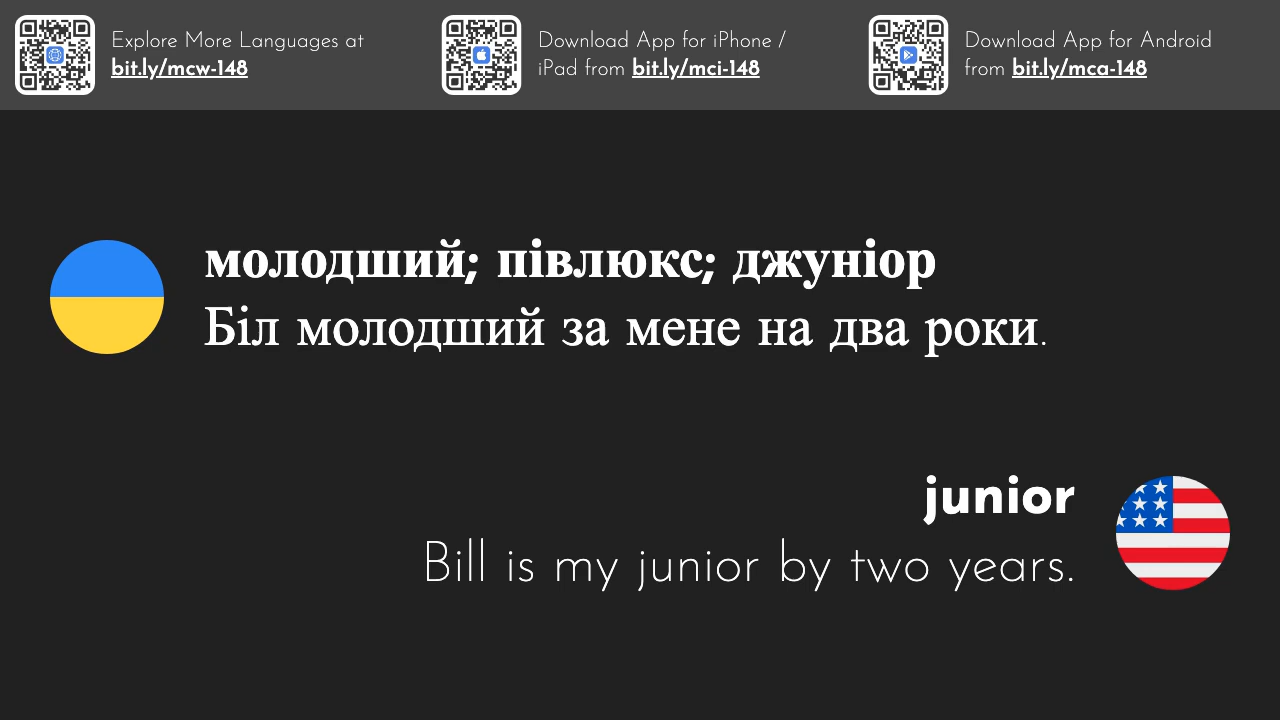 Explore More Languages at
bit.ly/mcw-148
Download App for iPhone /
iPad from bit.ly/mci-148
Download App for Android
from bit.ly/mca-148
молодший; півлюкс; джуніор
Біл молодший за мене на два роки.
junior
Bill is my junior by two years.